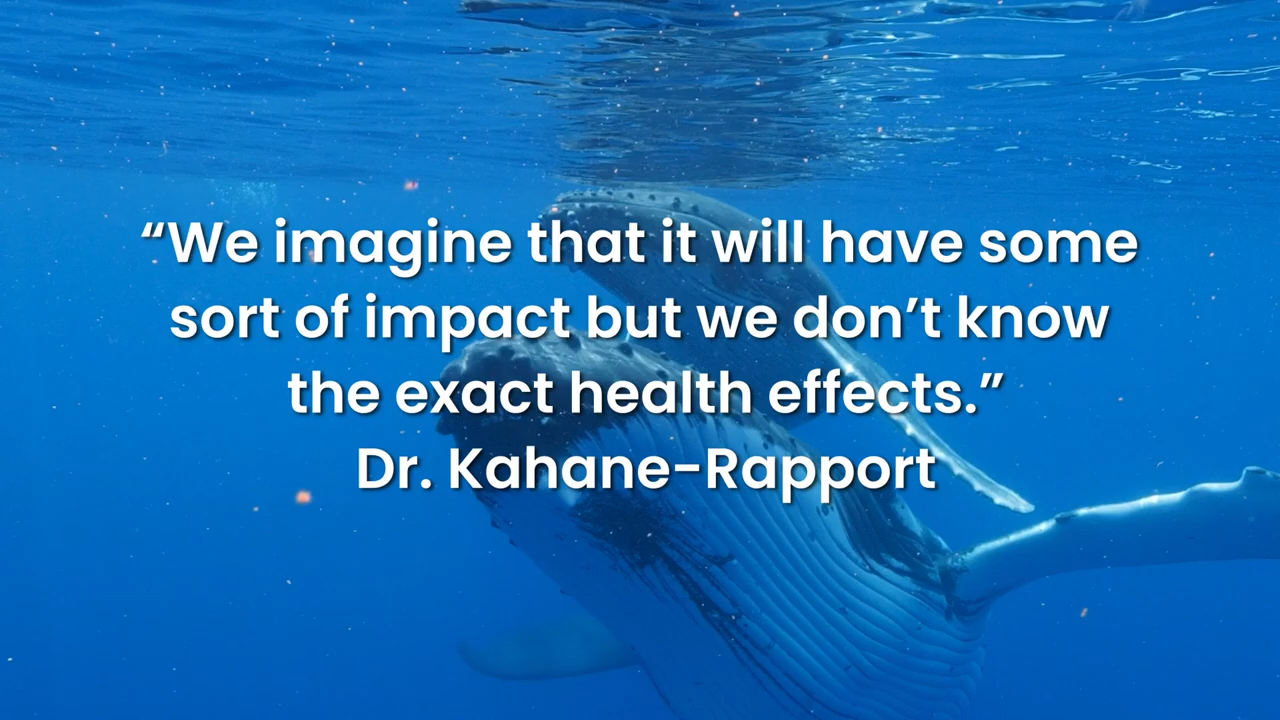 “We imagine that it will have some
sort of impact but we don’t know
the exact health effects.”
Dr. Kahane-Rapport